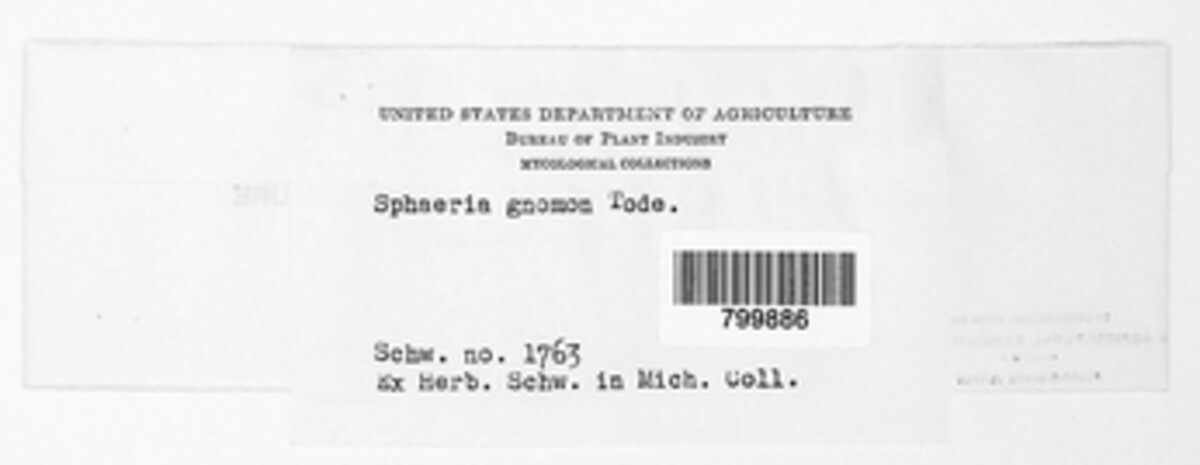 UNITED STATES DEPARTMENT OF AGRICULTURE
BUREAU OF PLANT INDUSTRY
MYCOLOGICAL COLLECTIONS
Sphaeria gnomon Tode.
799886
Schw. no. 1763
Ex Herb. Schw. in Mich. Coll.